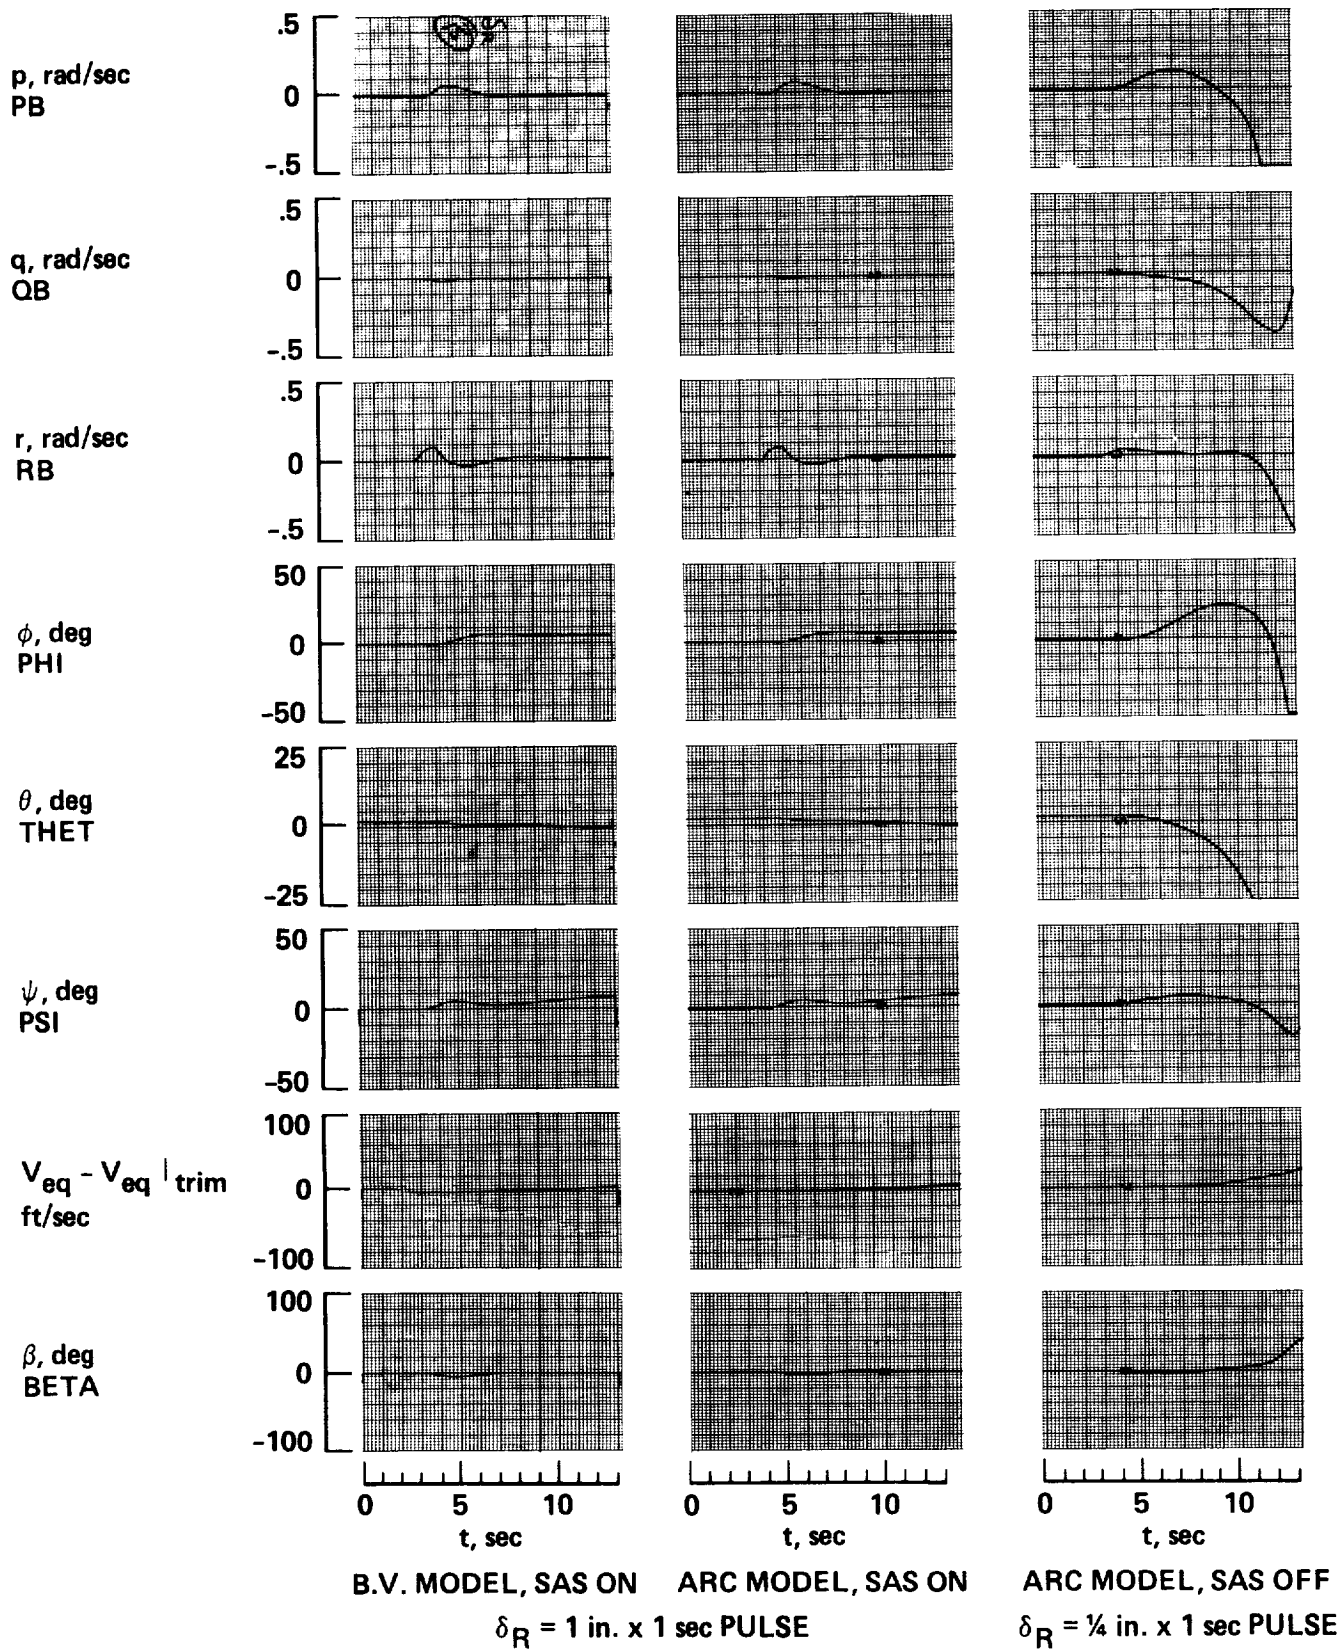 p, rad/sec
PB
.5
0
-.5
q, rad/sec
QB
.5
0
-.5
r, rad/sec
RB
.5
0
-.5
ϕ, deg
PHI
50
0
-50
θ, deg
THET
25
0
-25
ψ, deg
PSI
50
0
-50
V_eq - V_eq |_trim
ft/sec
100
0
-100
β, deg
BETA
100
0
-100
0 5 10
t, sec
0 5 10
t, sec
0 5 10
t, sec
B.V. MODEL, SAS ON
ARC MODEL, SAS ON
ARC MODEL, SAS OFF
δ_R = 1 in. x 1 sec PULSE
δ_R = ¼ in. x 1 sec PULSE